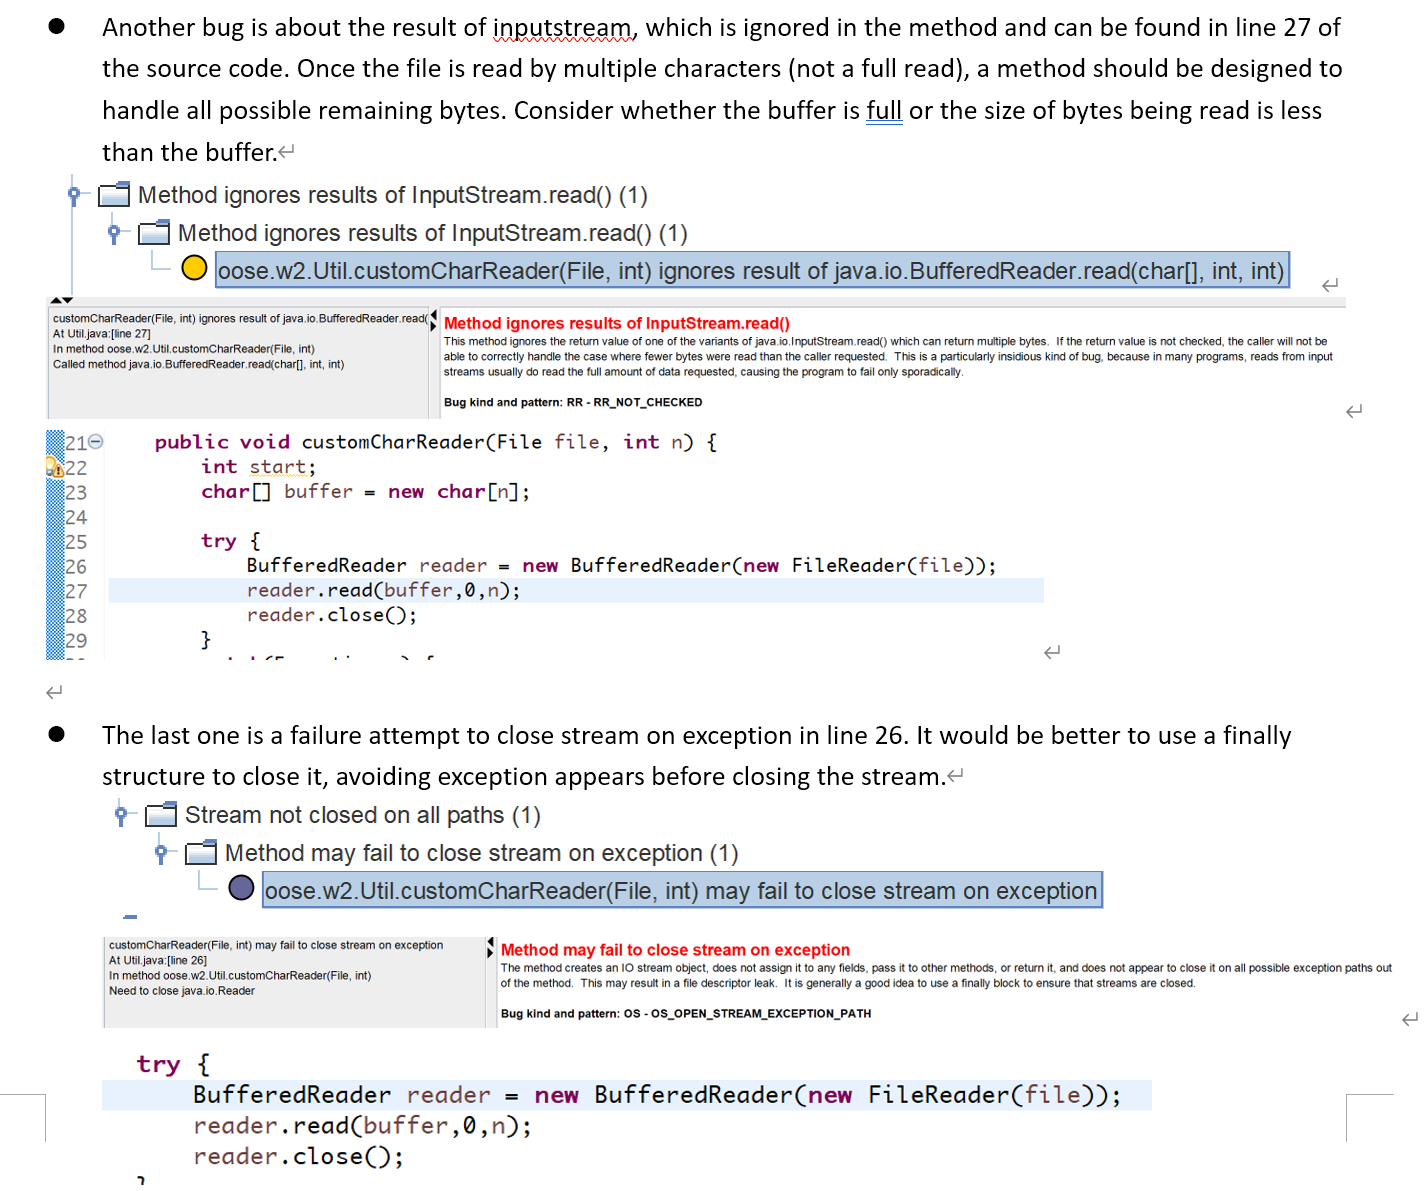 ● Another bug is about the result of inputstream, which is ignored in the method and can be found in line 27 of
the source code. Once the file is read by multiple characters (not a full read), a method should be designed to
handle all possible remaining bytes. Consider whether the buffer is full or the size of bytes being read is less
than the buffer.↵
Method ignores results of InputStream.read() (1)
Method ignores results of InputStream.read() (1)
oose.w2.Util.customCharReader(File, int) ignores result of java.io.BufferedReader.read(char[], int, int)
customCharReader(File, int) ignores result of java.io.BufferedReader.read(
At Util.java:[line 27]
In method oose.w2.Util.customCharReader(File, int)
Called method java.io.BufferedReader.read(char[], int, int)
Method ignores results of InputStream.read()
This method ignores the return value of one of the variants of java.io.InputStream.read() which can return multiple bytes.  If the return value is not checked, the caller will not be
able to correctly handle the case where fewer bytes were read than the caller requested.  This is a particularly insidious kind of bug, because in many programs, reads from input
streams usually do read the full amount of data requested, causing the program to fail only sporadically.
Bug kind and pattern: RR - RR_NOT_CHECKED
21 public void customCharReader(File file, int n) {
22 int start;
23 char[] buffer = new char[n];
24
25 try {
26 BufferedReader reader = new BufferedReader(new FileReader(file));
27 reader.read(buffer,0,n);
28 reader.close();
29 }
● The last one is a failure attempt to close stream on exception in line 26. It would be better to use a finally
structure to close it, avoiding exception appears before closing the stream.↵
Stream not closed on all paths (1)
Method may fail to close stream on exception (1)
oose.w2.Util.customCharReader(File, int) may fail to close stream on exception
customCharReader(File, int) may fail to close stream on exception
At Util.java:[line 26]
In method oose.w2.Util.customCharReader(File, int)
Need to close java.io.Reader
Method may fail to close stream on exception
The method creates an IO stream object, does not assign it to any fields, pass it to other methods, or return it, and does not appear to close it on all possible exception paths out
of the method.  This may result in a file descriptor leak.  It is generally a good idea to use a finally block to ensure that streams are closed.
Bug kind and pattern: OS - OS_OPEN_STREAM_EXCEPTION_PATH
try {
BufferedReader reader = new BufferedReader(new FileReader(file));
reader.read(buffer,0,n);
reader.close();